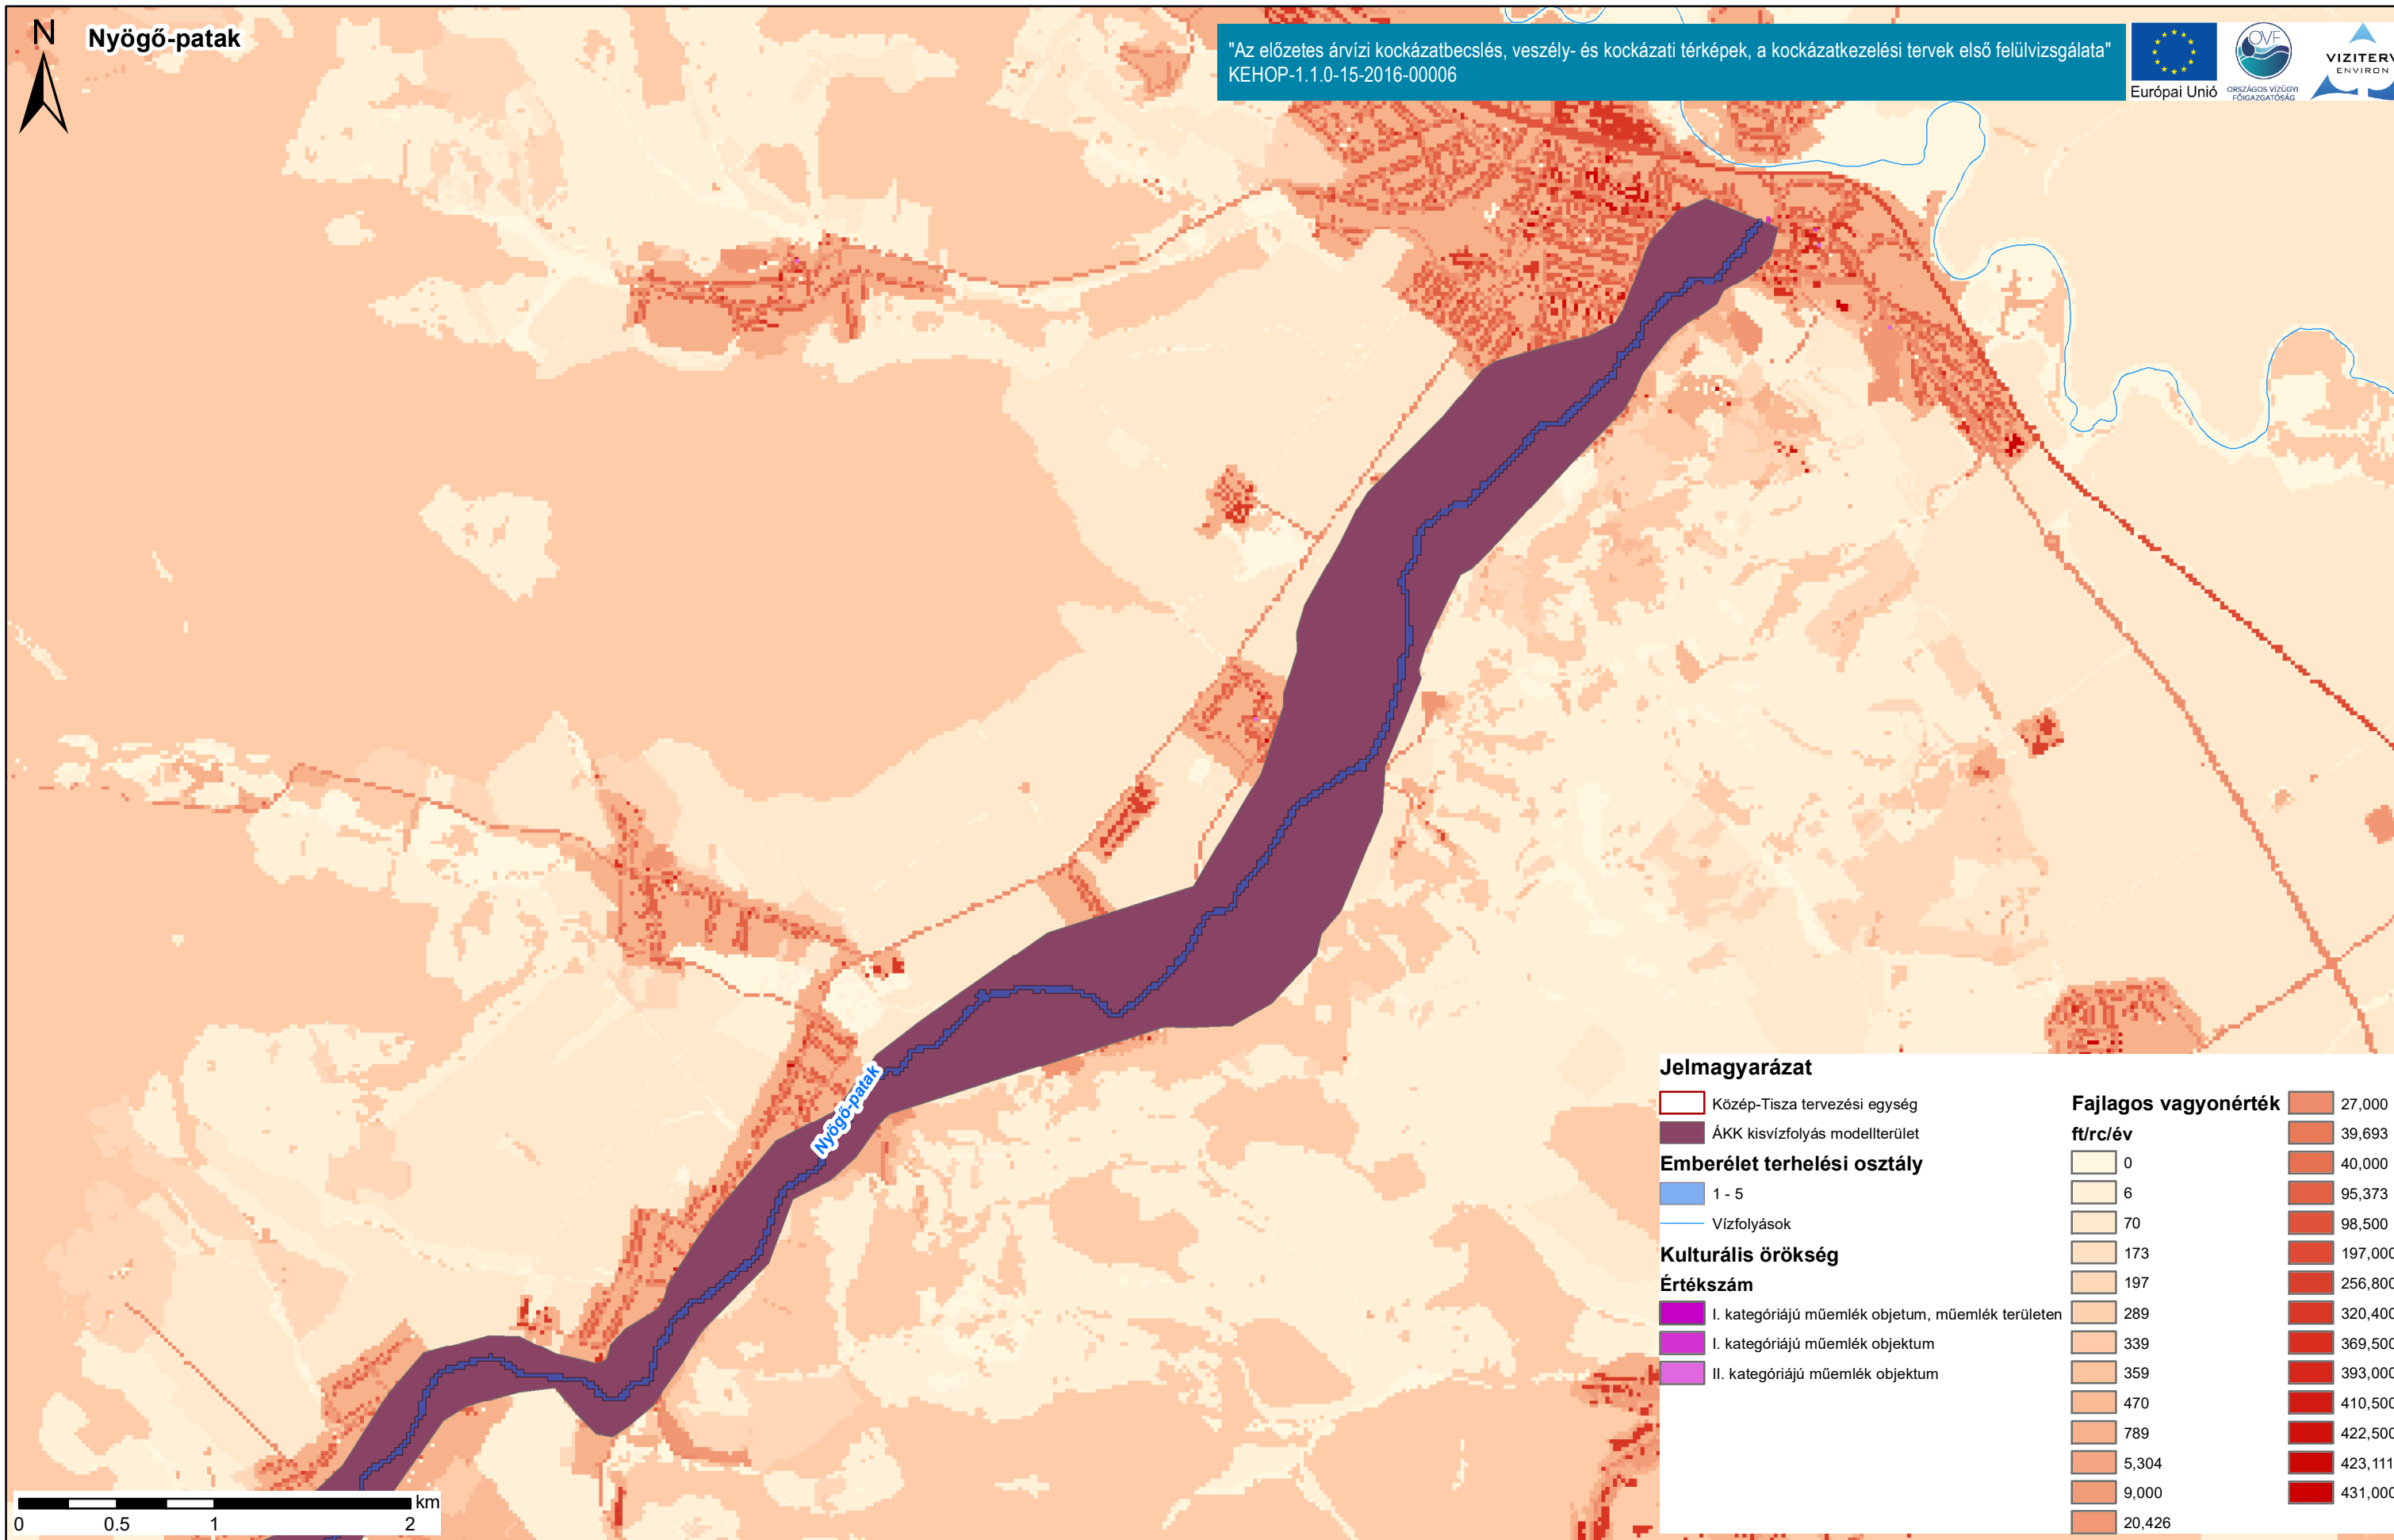 N
Nyögő-patak
"Az előzetes árvízi kockázatbecslés, veszély- és kockázati térképek, a kockázatkezelési tervek első felülvizsgálata"
KEHOP-1.1.0-15-2016-00006
Európai Unió
OVF
ORSZÁGOS VÍZÜGYI
FŐIGAZGATÓSÁG
VIZITERV
ENVIRON
Nyögő-patak
Jelmagyarázat
Közép-Tisza tervezési egység
ÁKK kisvízfolyás modellterület
Emberélet terhelési osztály
1 - 5
Vízfolyások
Kulturális örökség
Értékszám
I. kategóriájú műemlék objetum, műemlék területen
I. kategóriájú műemlék objektum
II. kategóriájú műemlék objektum
Fajlagos vagyonérték
ft/rc/év
0
6
70
173
197
289
339
359
470
789
5,304
9,000
20,426
27,000
39,693
40,000
95,373
98,500
197,000
256,800
320,400
369,500
393,000
410,500
422,500
423,111
431,000
km
0 0.5 1 2